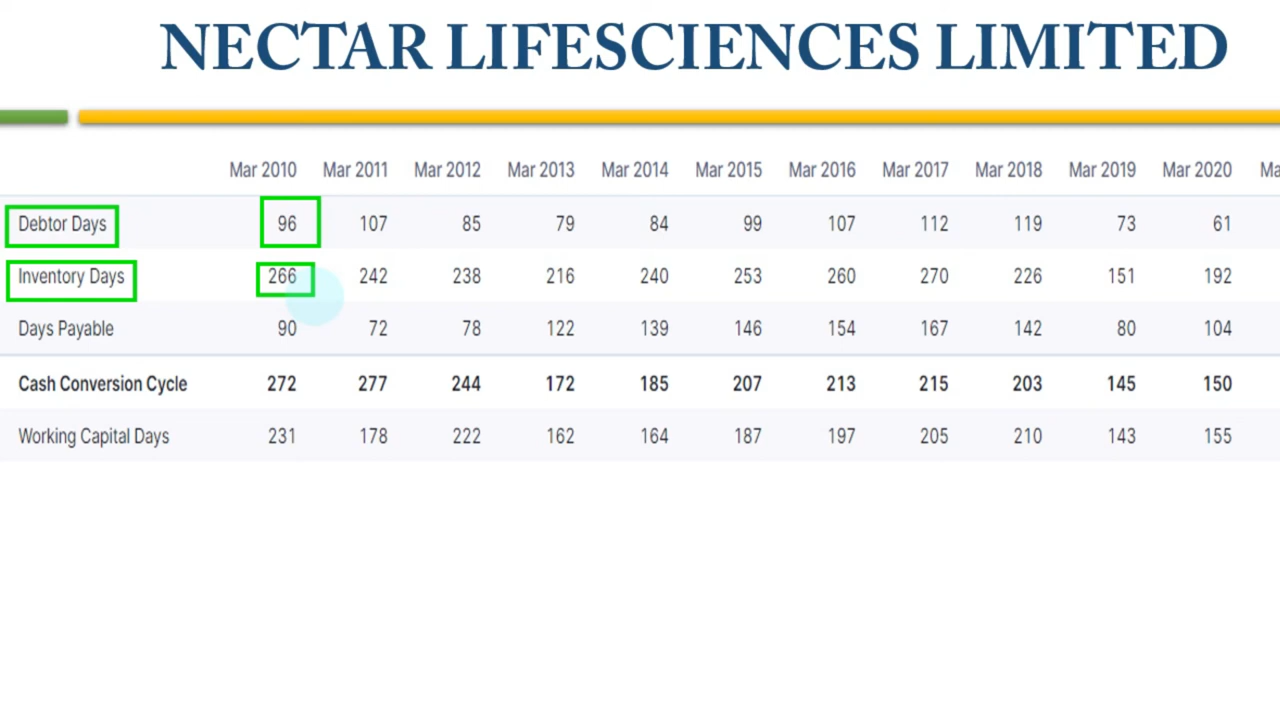 NECTAR LIFESCIENCES LIMITED
Mar 2010 Mar 2011 Mar 2012 Mar 2013 Mar 2014 Mar 2015 Mar 2016 Mar 2017 Mar 2018 Mar 2019 Mar 2020 Ma
Debtor Days 96 107 85 79 84 99 107 112 119 73 61
Inventory Days 266 242 238 216 240 253 260 270 226 151 192
Days Payable 90 72 78 122 139 146 154 167 142 80 104
Cash Conversion Cycle 272 277 244 172 185 207 213 215 203 145 150
Working Capital Days 231 178 222 162 164 187 197 205 210 143 155